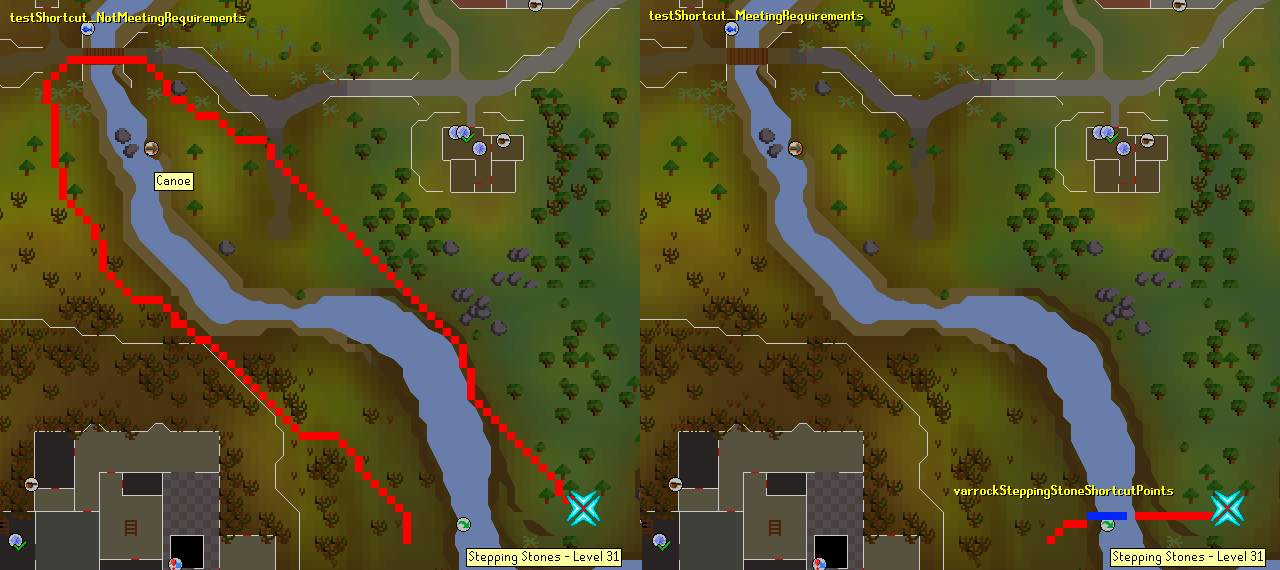 testShortcut_NotMeetingRequirements
testShortcut_MeetingRequirements
Canoe
varrockSteppingStoneShortcutPoints
Stepping Stones - Level 31
Stepping Stones - Level 31